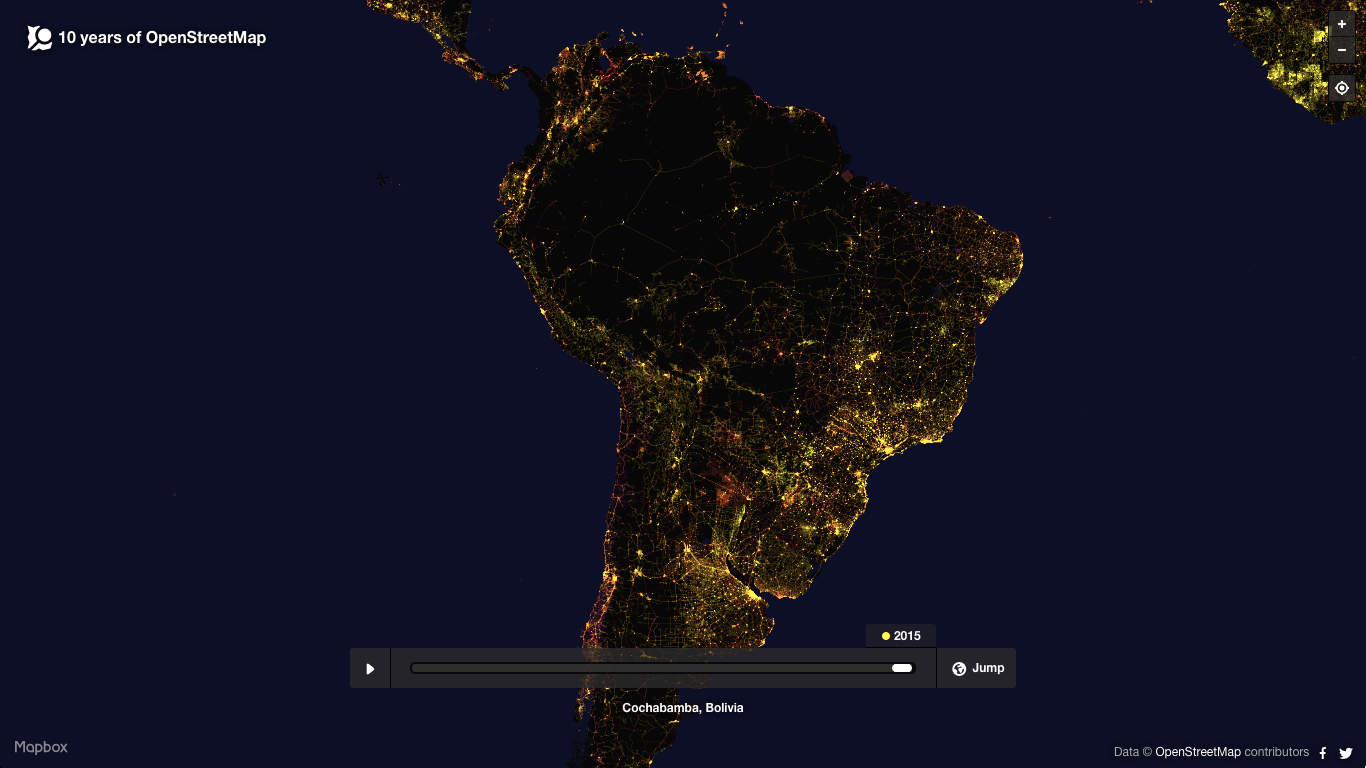 10 years of OpenStreetMap
+
−
2015
Jump
Cochabamba, Bolivia
Mapbox
Data © OpenStreetMap contributors